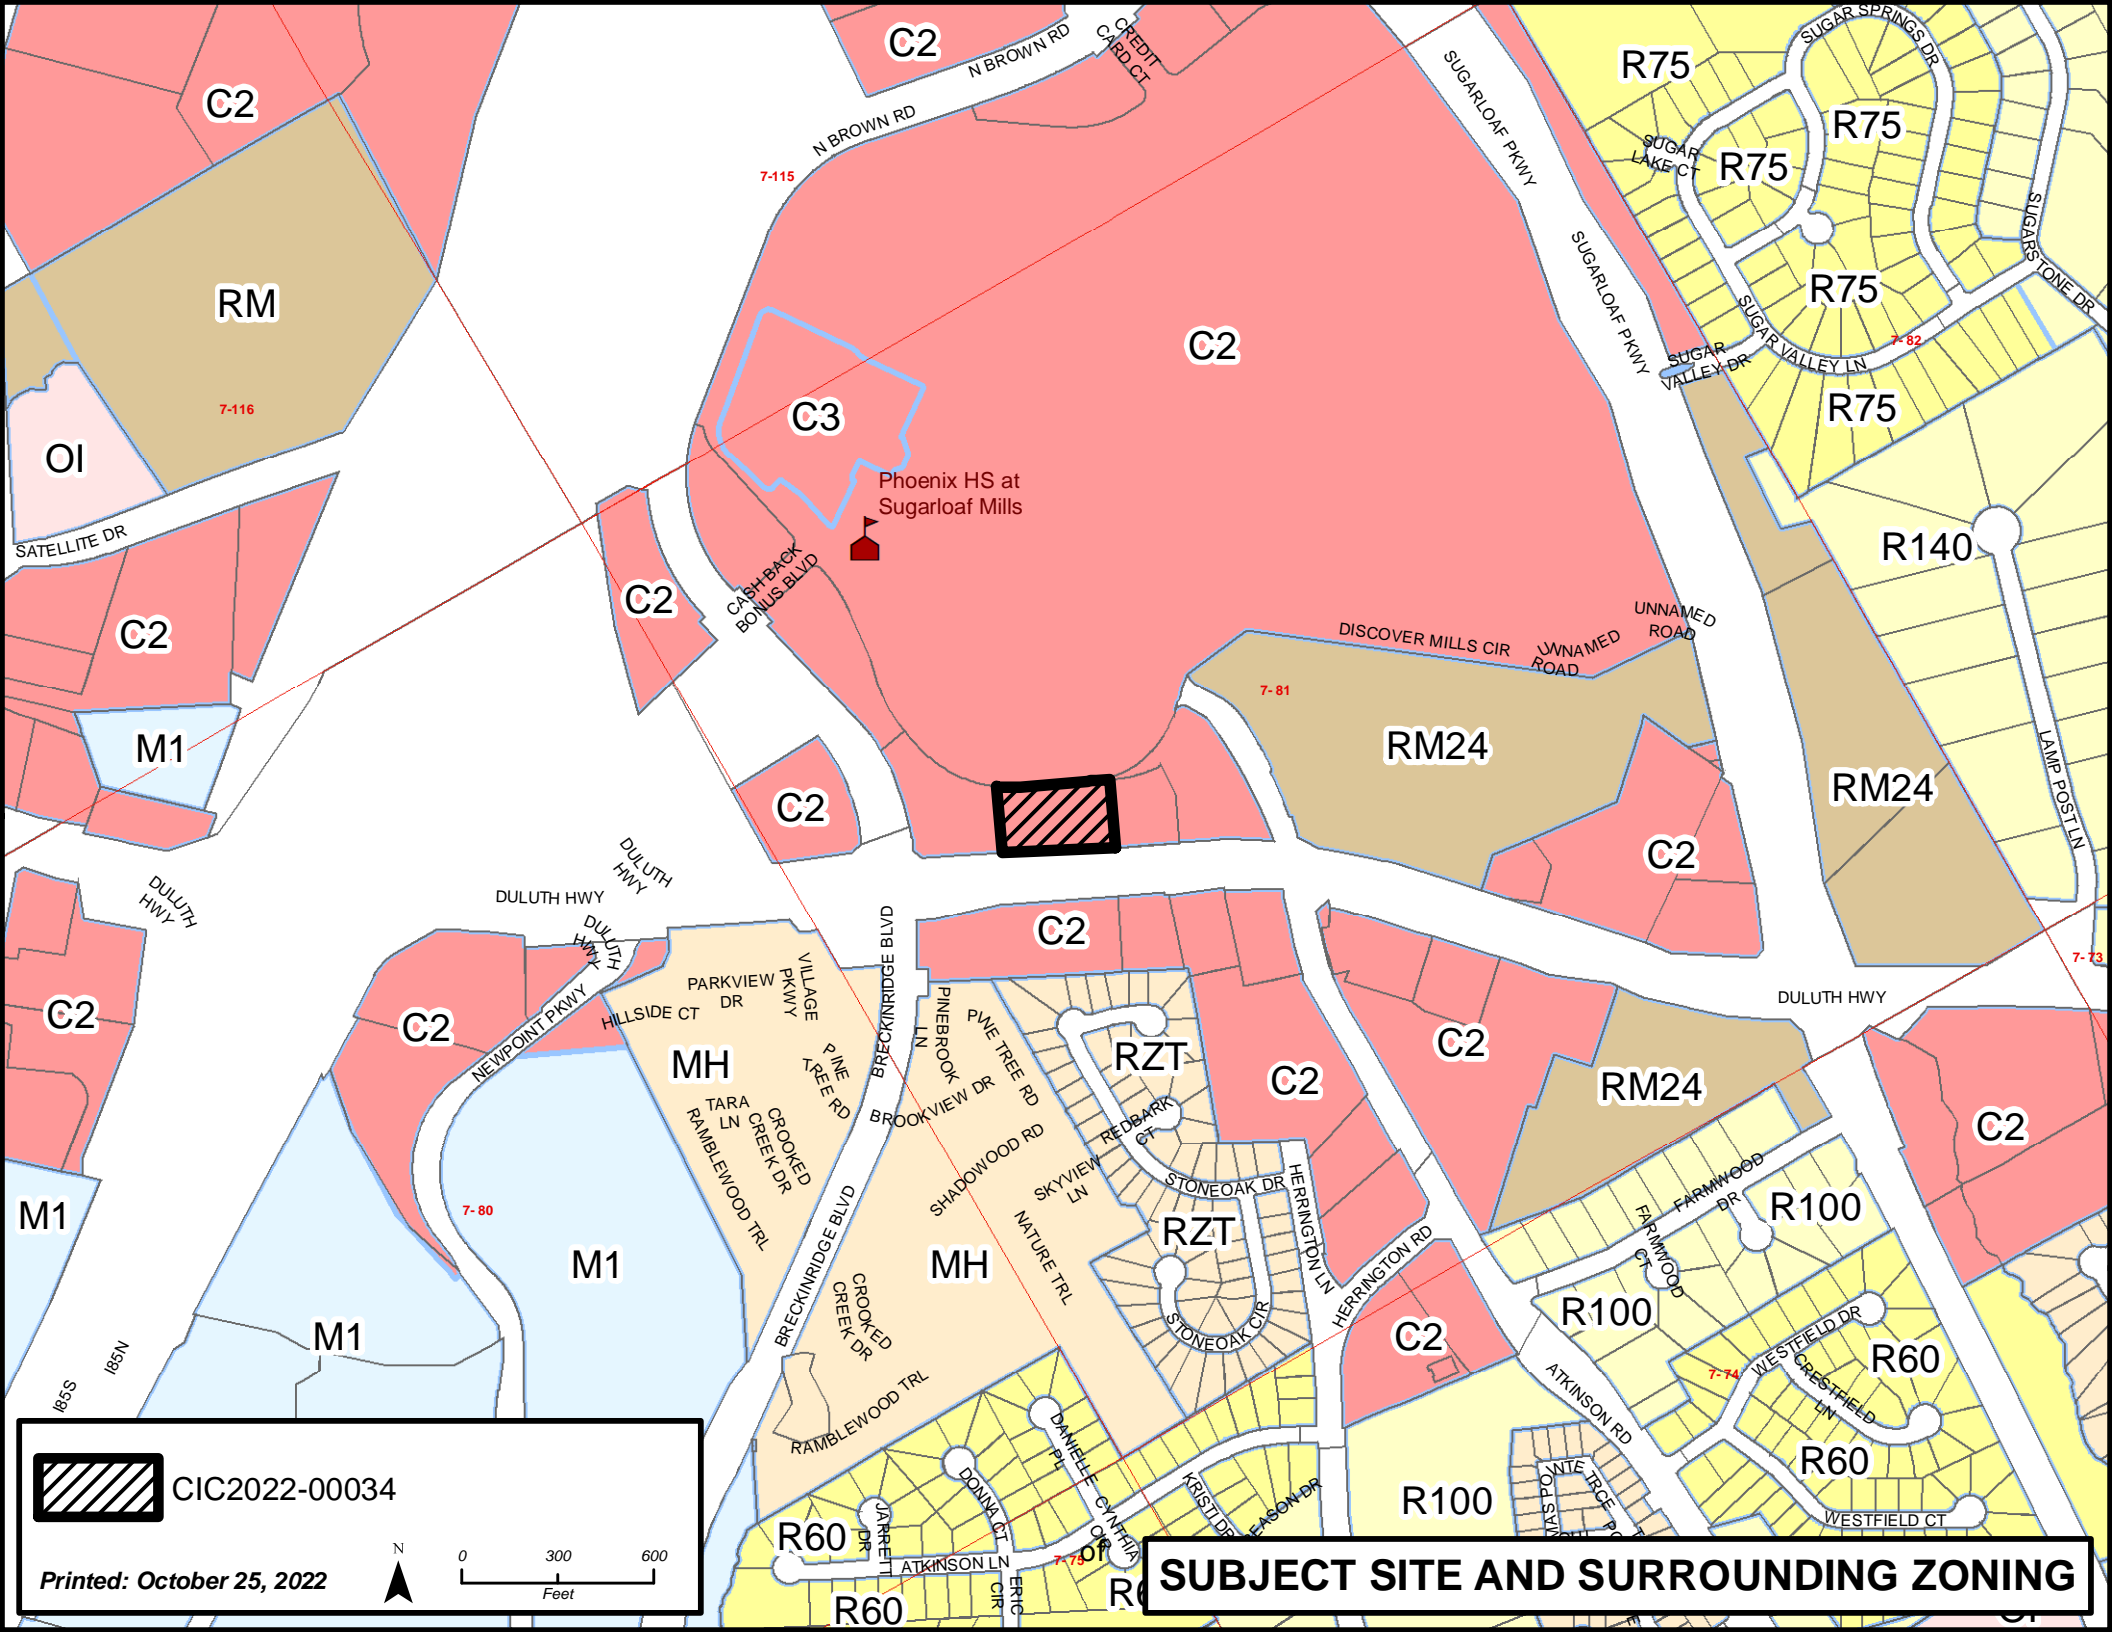 C2
N BROWN RD
CREDIT
CARD CT
SUGAR SPRINGS DR
R75
C2
SUGARLOAF PKWY
R75
N BROWN RD
SUGAR
LAKE CT
R75
7-115
SUGARSTONE DR
SUGARLOAF PKWY
R75
RM
SUGAR VALLEY LN
7- 82
C2
SUGAR
VALLEY DR
7-116
R75
C3
OI
Phoenix HS at
Sugarloaf Mills
SATELLITE DR
R140
CASH BACK
BONUS BLVD
C2
C2
UNNAMED
ROAD
DISCOVER MILLS CIR
UNNAMED
ROAD
7- 81
M1
RM24
RM24
LAMP POST LN
C2
C2
DULUTH
HWY
DULUTH HWY
DULUTH
HWY
DULUTH
HWY
C2
BRECKINRIDGE BLVD
7- 73
PARKVIEW
DR
VILLAGE
PKWY
DULUTH HWY
C2
C2
HILLSIDE CT
NEWPOINT PKWY
PINEBROOK
LN
PINE TREE RD
C2
RZT
MH
PINE
TREE RD
C2
RM24
BROOKVIEW DR
TARA
LN
CROOKED
CREEK DR
RAMBLEWOOD TRL
REDBARK
CT
C2
SHADOWOOD RD
SKYVIEW
LN
STONEOAK DR
HERRINGTON LN
FARMWOOD
DR
R100
M1
7- 80
BRECKINRIDGE BLVD
NATURE TRL
RZT
FARMWOOD
CT
M1
MH
HERRINGTON RD
CROOKED
CREEK DR
STONEOAK CIR
R100
M1
C2
WESTFIELD DR
I85N
I85S
R60
7- 74
CRESTFIELD
LN
ATKINSON RD
RAMBLEWOOD TRL
DANIELLE
PL
R60
CIC2022-00034
DONNA CT
KRISTI DR
R100
CYNTHIA
CIR
JARRETT
DR
R60
WESTFIELD CT
N
0 300 600
Feet
ATKINSON LN
7- 75
of
Printed: October 25, 2022
ERIC
CIR
R60
SUBJECT SITE AND SURROUNDING ZONING